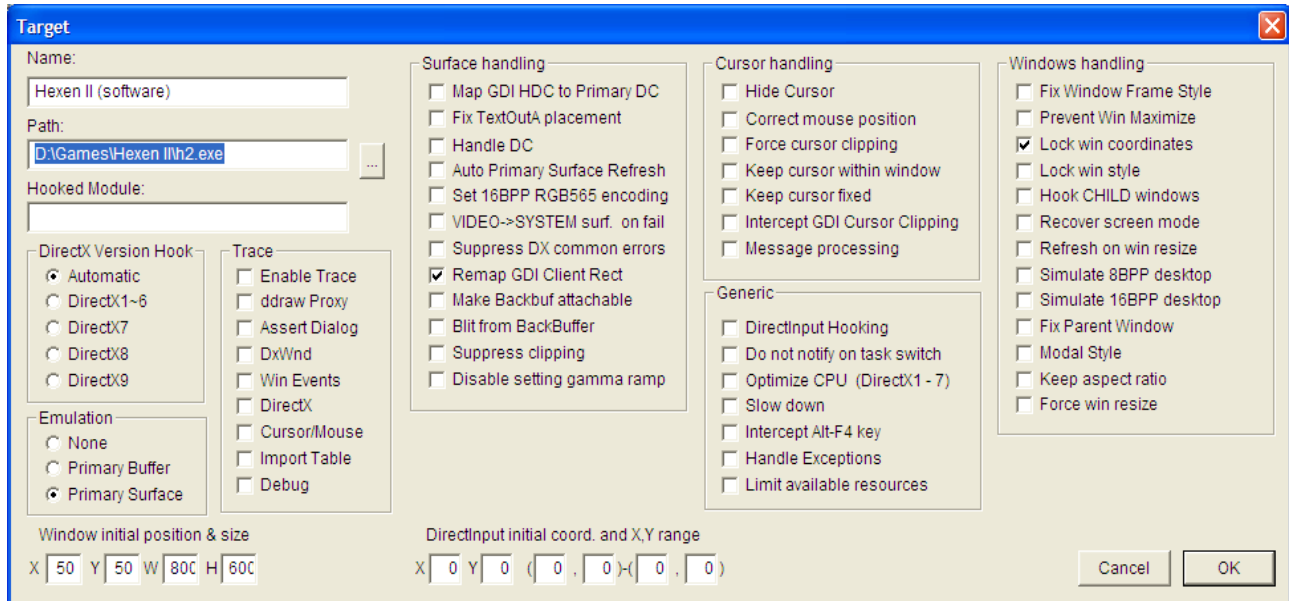 Target
Name:
Hexen II (software)
Path:
D:\Games\Hexen II\h2.exe
...
Hooked Module:
DirectX Version Hook
Automatic
DirectX1~6
DirectX7
DirectX8
DirectX9
Emulation
None
Primary Buffer
Primary Surface
Trace
Enable Trace
ddraw Proxy
Assert Dialog
DxWnd
Win Events
DirectX
Cursor/Mouse
Import Table
Debug
Surface handling
Map GDI HDC to Primary DC
Fix TextOutA placement
Handle DC
Auto Primary Surface Refresh
Set 16BPP RGB565 encoding
VIDEO->SYSTEM surf. on fail
Suppress DX common errors
Remap GDI Client Rect
Make Backbuf attachable
Blit from BackBuffer
Suppress clipping
Disable setting gamma ramp
Cursor handling
Hide Cursor
Correct mouse position
Force cursor clipping
Keep cursor within window
Keep cursor fixed
Intercept GDI Cursor Clipping
Message processing
Generic
DirectInput Hooking
Do not notify on task switch
Optimize CPU (DirectX1 - 7)
Slow down
Intercept Alt-F4 key
Handle Exceptions
Limit available resources
Windows handling
Fix Window Frame Style
Prevent Win Maximize
Lock win coordinates
Lock win style
Hook CHILD windows
Recover screen mode
Refresh on win resize
Simulate 8BPP desktop
Simulate 16BPP desktop
Fix Parent Window
Modal Style
Keep aspect ratio
Force win resize
Window initial position & size
X 50 Y 50 W 800 H 600
DirectInput initial coord. and X,Y range
X 0 Y 0 ( 0 , 0 )-( 0 , 0 )
Cancel
OK